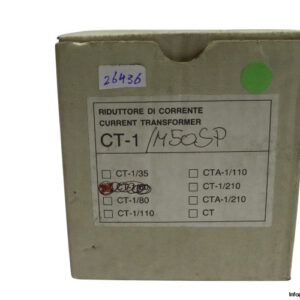 26436
RIDUTTORE DI CORRENTE
CURRENT TRANSFORMER
CT-1/M50SP
CT-1/35
CTA-1/110
CT-1/210
CT-1/80
CTA-1/210
CT-1/110
CT